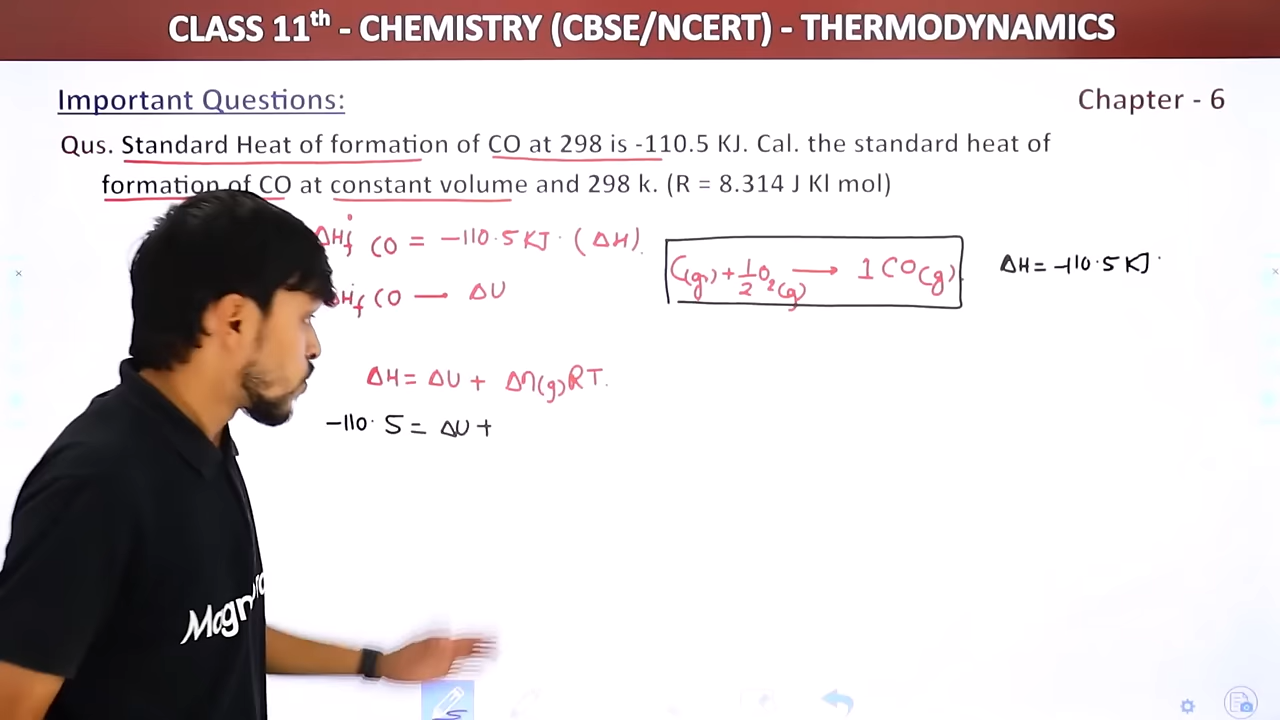 CLASS 11th - CHEMISTRY (CBSE/NCERT) - THERMODYNAMICS
Important Questions:
Chapter - 6
Qus. Standard Heat of formation of CO at 298 is -110.5 KJ. Cal. the standard heat of
formation of CO at constant volume and 298 k. (R = 8.314 J Kl mol)
ΔH°f CO = -110.5 KJ. (ΔH).
C(gr) + 1/2 O2(g) → 1 CO(g)
ΔH = -110.5 KJ.
ΔHf CO → ΔU
ΔH = ΔU + Δn(g)RT.
-110.5 = ΔU +